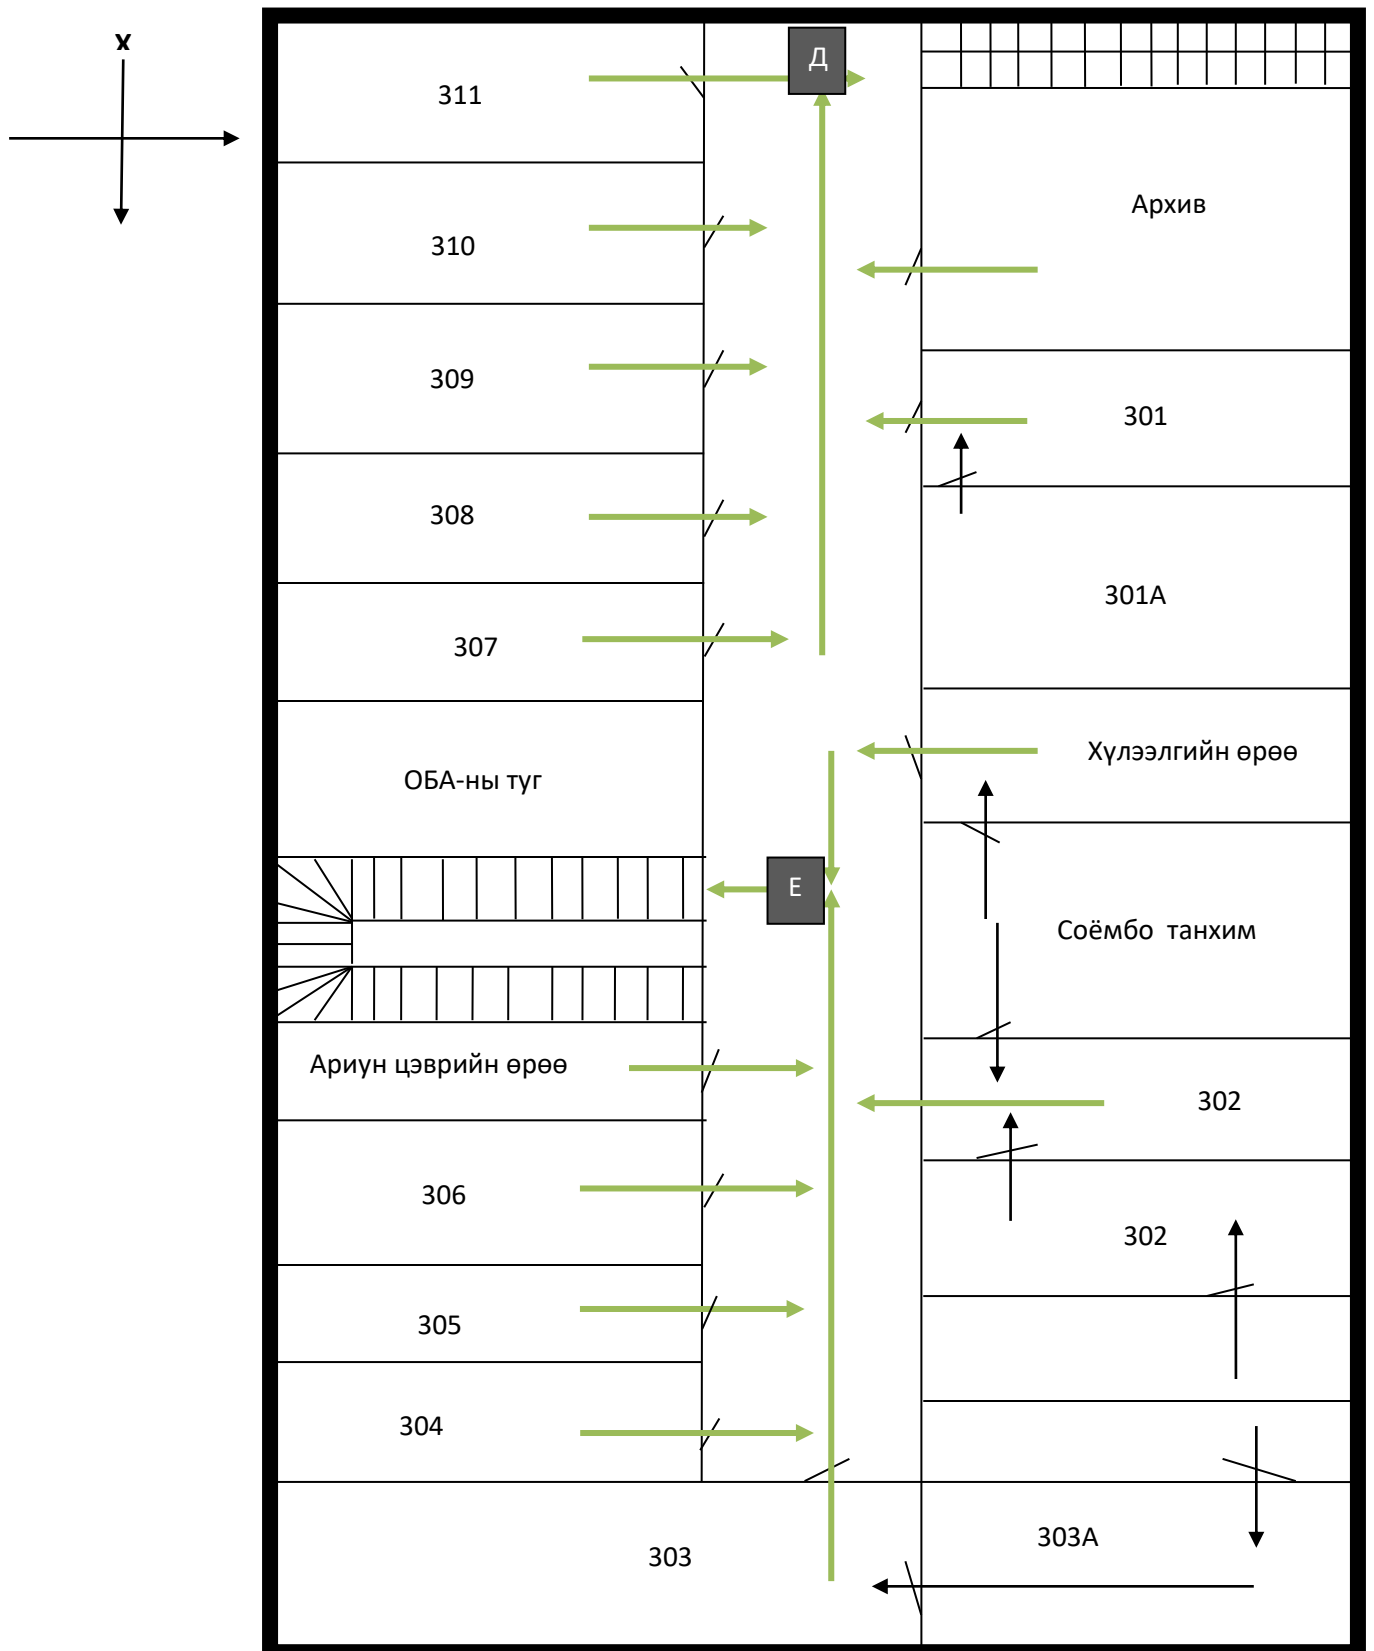 Х
Д
311
Архив
310
309
301
308
301А
307
Хүлээлгийн өрөө
ОБА-ны туг
Е
Соёмбо танхим
Ариун цэврийн өрөө
302
306
302
305
304
303А
303